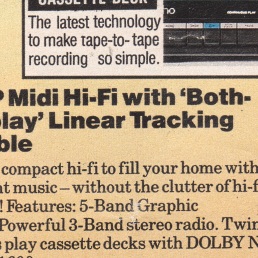 CASSETTE DECK
The latest technology
to make tape-to-tape
recording so simple.
P Midi Hi-Fi with ‘Both-
play’ Linear Tracking
ble
compact hi-fi to fill your home with
t music – without the clutter of hi-f
! Features: 5-Band Graphic
Powerful 3-Band stereo radio. Twin
s play cassette decks with DOLBY N